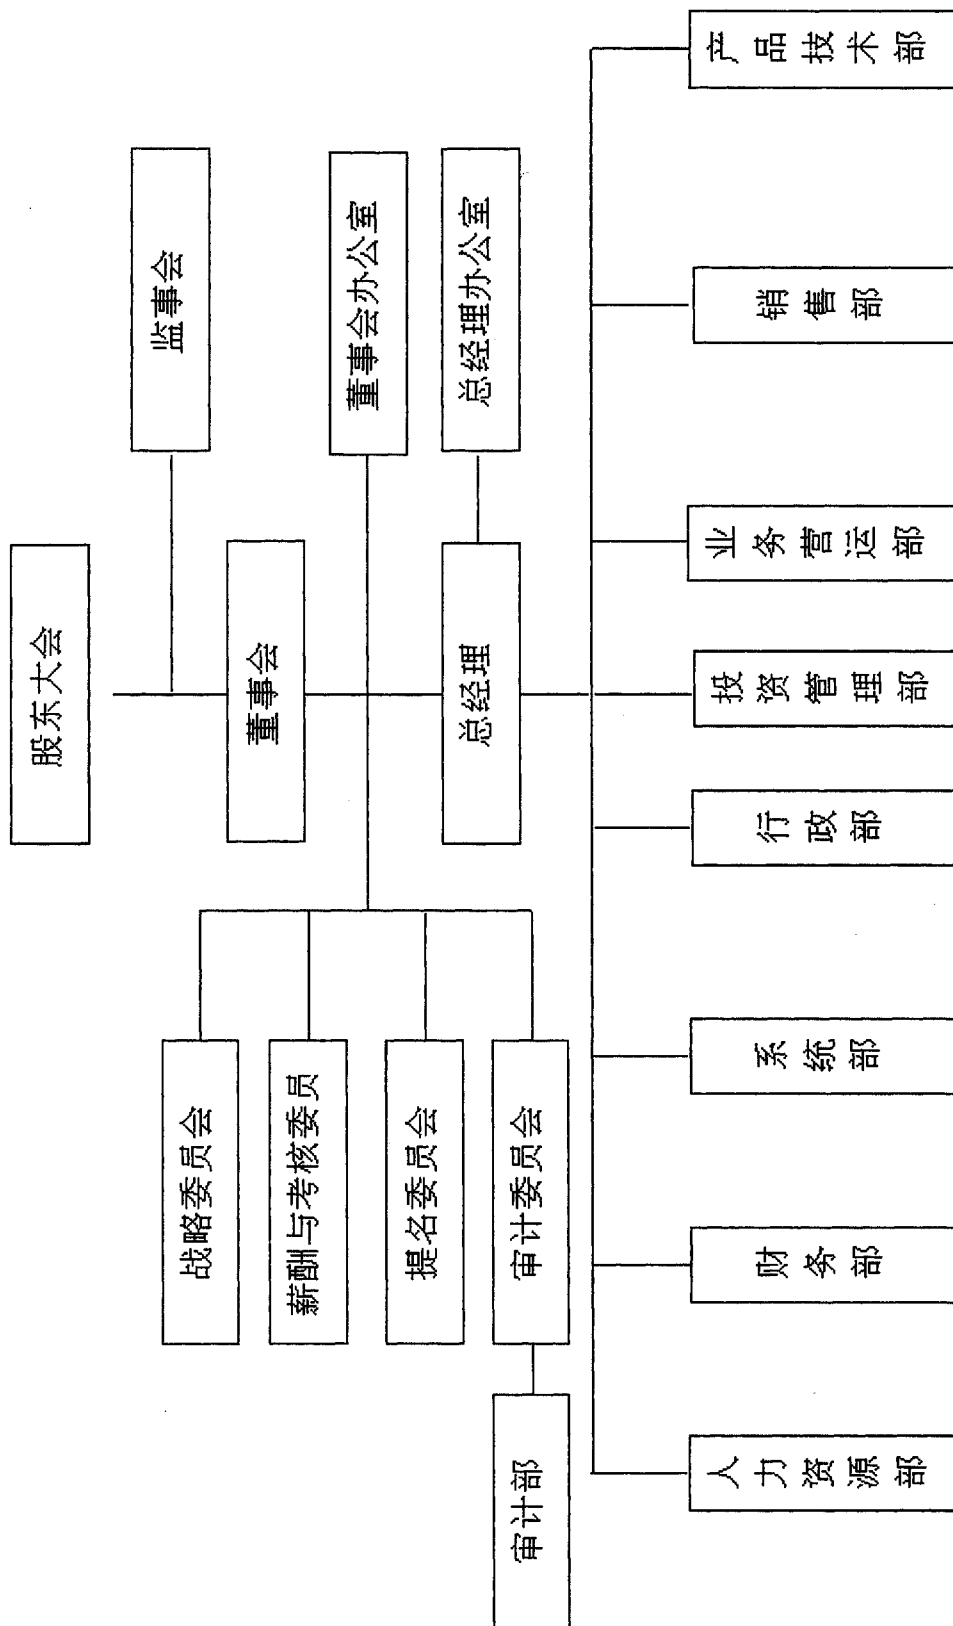 股东大会
监事会
董事会
董事会办公室
战略委员会
薪酬与考核委员
提名委员会
审计委员会
审计部
总经理
总经理办公室
人力资源部
财务部
系统部
行政部
投资管理部
业务营运部
销售部
产品技术部